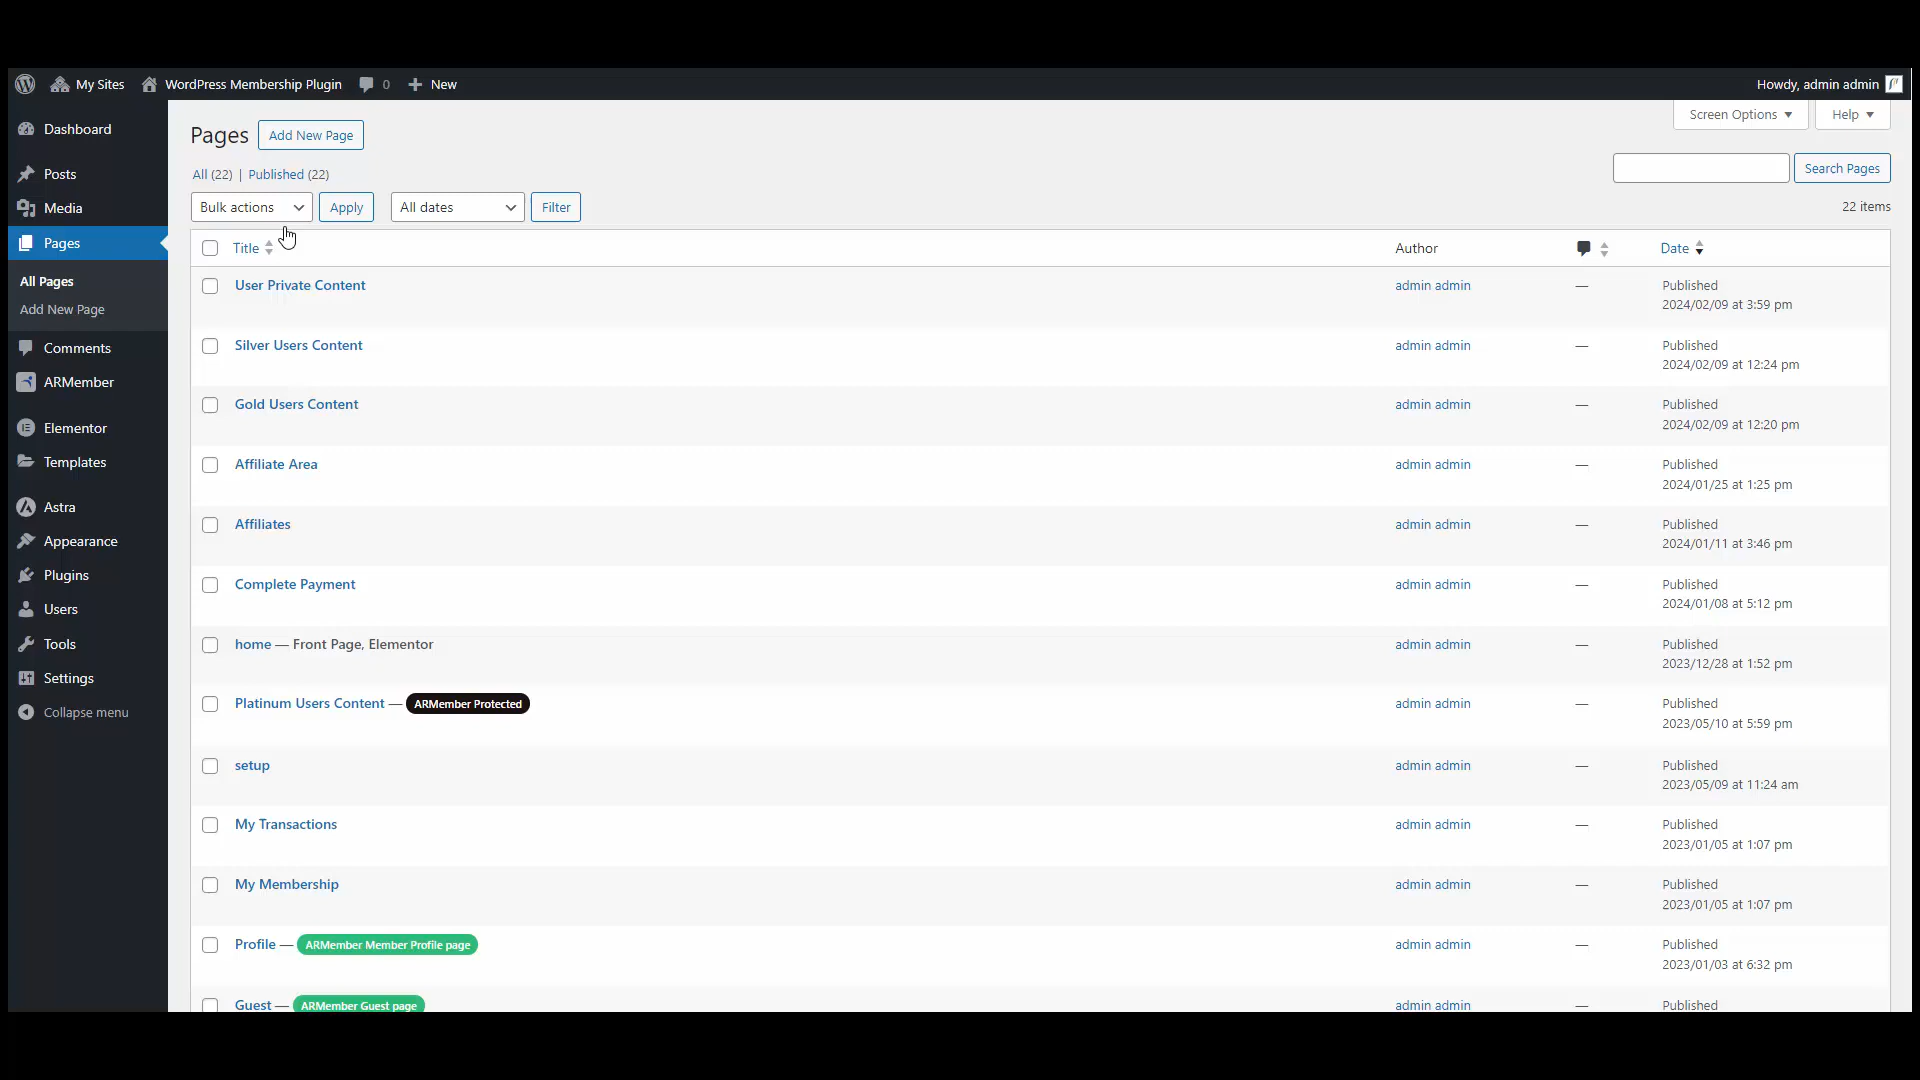 My Sites WordPress Membership Plugin 0 New Howdy, admin admin
Dashboard
Posts
Media
Pages
All Pages
Add New Page
Comments
ARMember
Elementor
Templates
Astra
Appearance
Plugins
Users
Tools
Settings
Collapse menu
Screen Options Help
Pages Add New Page
All (22) | Published (22)
Search Pages
Bulk actions Apply All dates Filter 22 items
Title Author Date
User Private Content admin admin — Published
2024/02/09 at 3:59 pm
Silver Users Content admin admin — Published
2024/02/09 at 12:24 pm
Gold Users Content admin admin — Published
2024/02/09 at 12:20 pm
Affiliate Area admin admin — Published
2024/01/25 at 1:25 pm
Affiliates admin admin — Published
2024/01/11 at 3:46 pm
Complete Payment admin admin — Published
2024/01/08 at 5:12 pm
home — Front Page, Elementor admin admin — Published
2023/12/28 at 1:52 pm
Platinum Users Content — ARMember Protected admin admin — Published
2023/05/10 at 5:59 pm
setup admin admin — Published
2023/05/09 at 11:24 am
My Transactions admin admin — Published
2023/01/05 at 1:07 pm
My Membership admin admin — Published
2023/01/05 at 1:07 pm
Profile — ARMember Member Profile page admin admin — Published
2023/01/03 at 6:32 pm
Guest — ARMember Guest page admin admin — Published